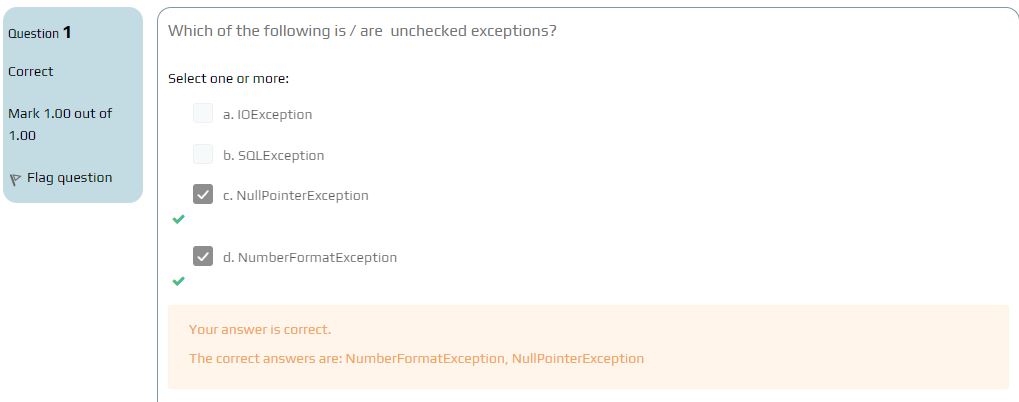 Question 1
Correct
Mark 1.00 out of
1.00
Flag question
Which of the following is / are unchecked exceptions?
Select one or more:
a. IOException
b. SQLException
c. NullPointerException
d. NumberFormatException
Your answer is correct.
The correct answers are: NumberFormatException, NullPointerException